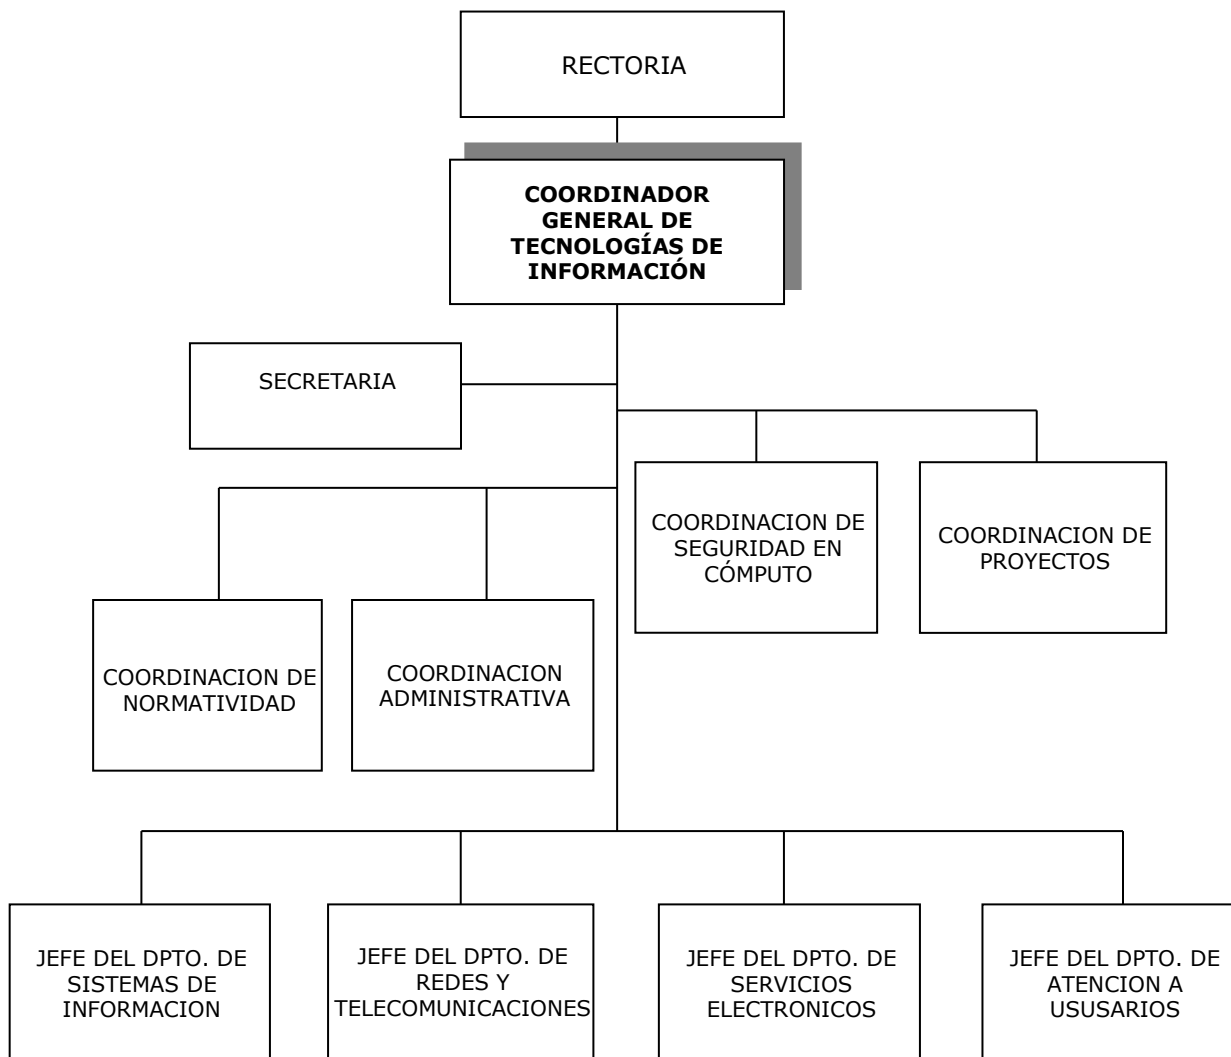 RECTORIA
COORDINADOR
GENERAL DE
TECNOLOGÍAS DE
INFORMACIÓN
SECRETARIA
COORDINACION DE
SEGURIDAD EN
CÓMPUTO
COORDINACION DE
PROYECTOS
COORDINACION DE
NORMATIVIDAD
COORDINACION
ADMINISTRATIVA
JEFE DEL DPTO. DE
SISTEMAS DE
INFORMACION
JEFE DEL DPTO. DE
REDES Y
TELECOMUNICACIONES
JEFE DEL DPTO. DE
SERVICIOS
ELECTRONICOS
JEFE DEL DPTO. DE
ATENCION A
USUSARIOS